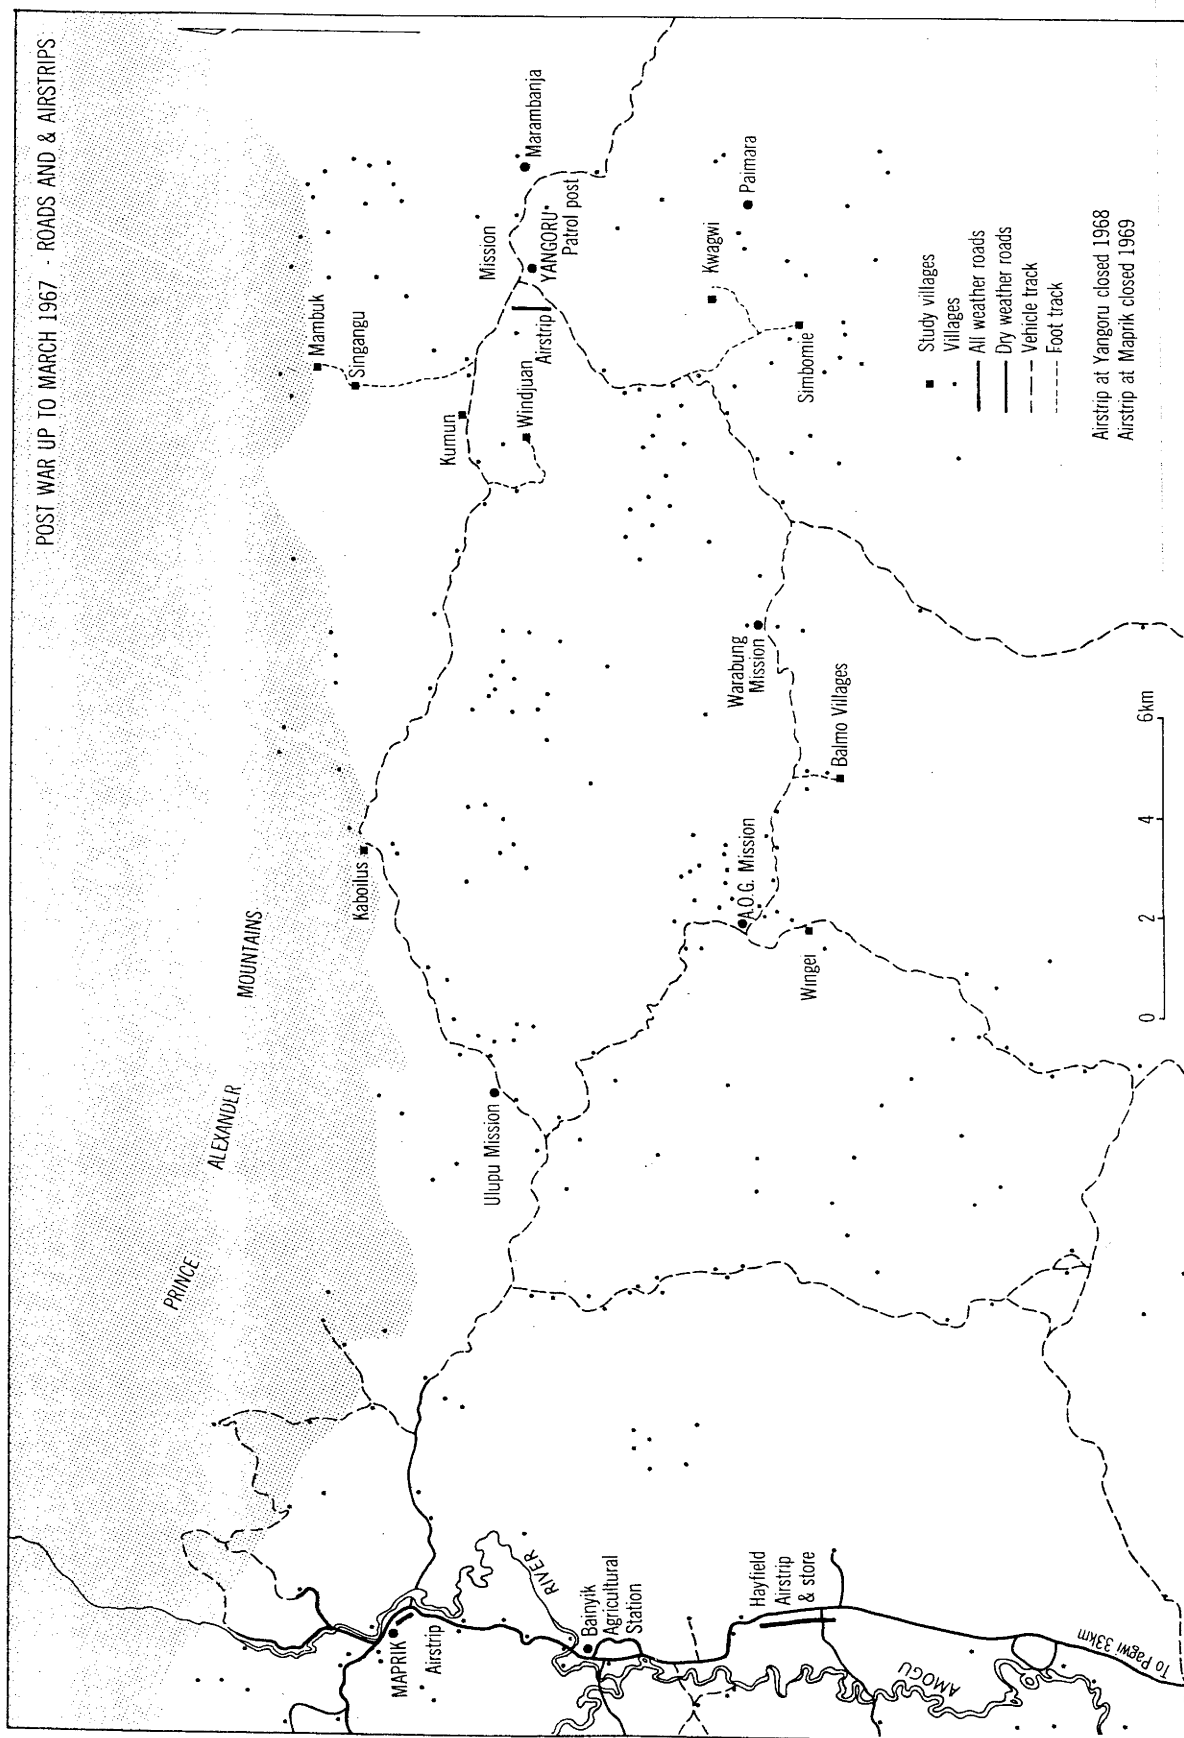 POST WAR UP TO MARCH 1967 - ROADS AND & AIRSTRIPS
PRINCE
ALEXANDER
MOUNTAINS
Mambuk
Singangu
Kumun
Windjuan
Airstrip
Mission
YANGORU
Patrol post
Marambanja
Kwagwi
Paimara
Simbomie
Kaboilus
Ulupu Mission
Warabung
Mission
Balmo Villages
A.O.G. Mission
Wingei
MAPRIK
Airstrip
RIVER
Bainyik
Agricultural
Station
Hayfield
Airstrip
& store
AMOGU
To Pagwi 33km
Study villages
Villages
All weather roads
Dry weather roads
Vehicle track
Foot track
Airstrip at Yangoru closed 1968
Airstrip at Maprik closed 1969
0 2 4 6km